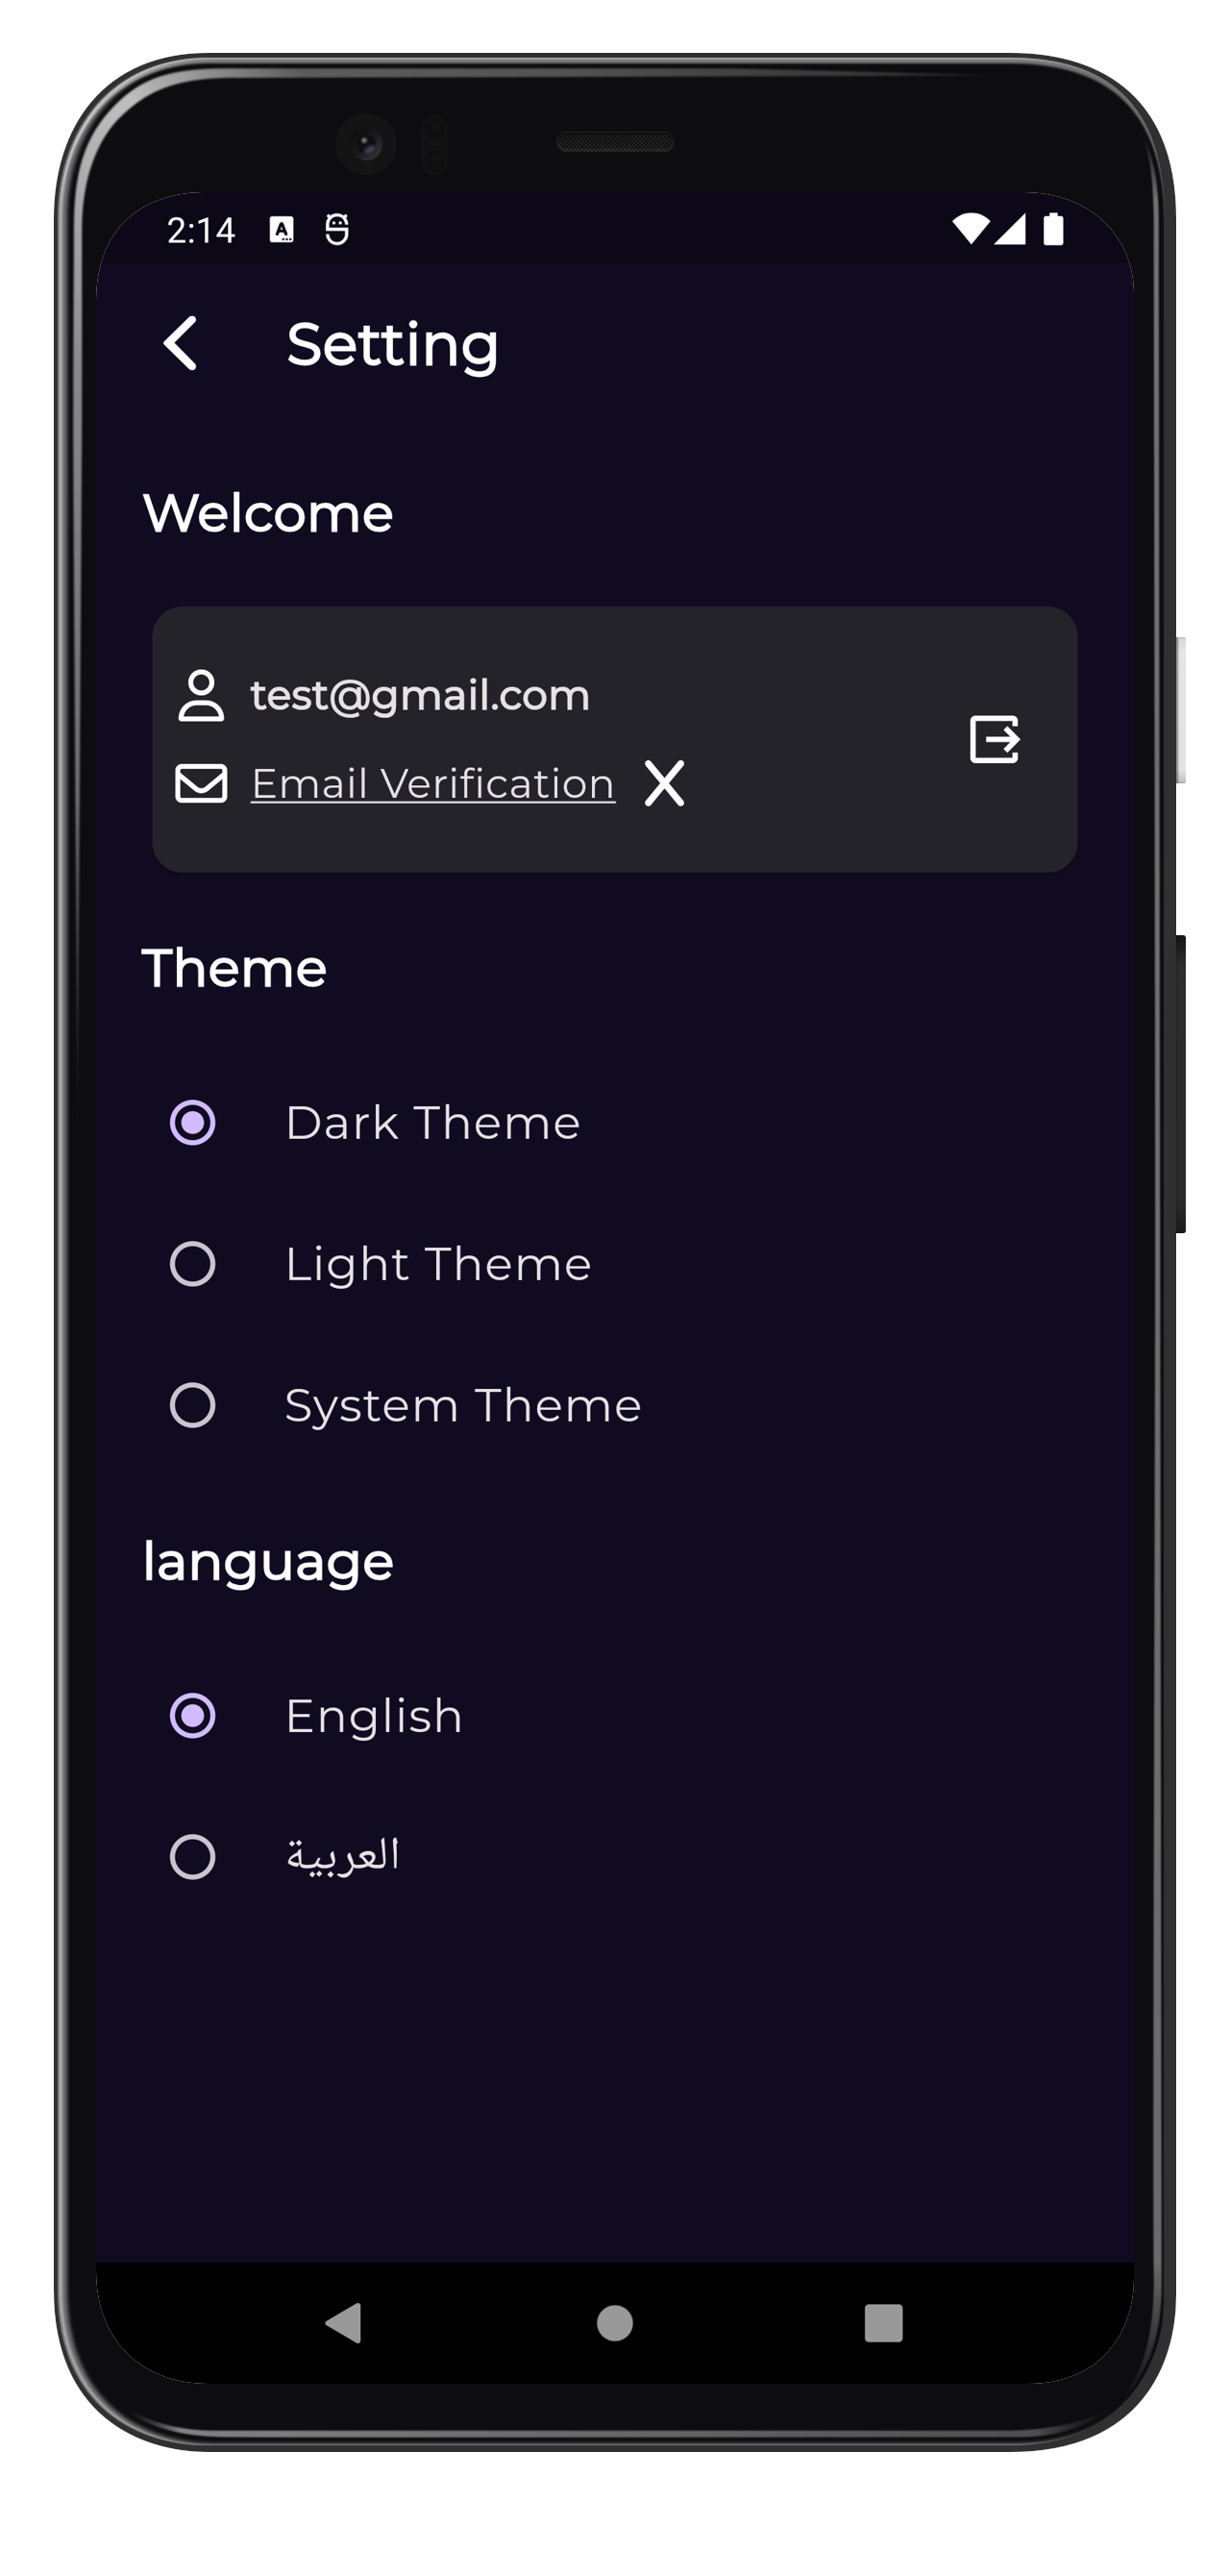 2:14
Setting
Welcome
test@gmail.com
Email Verification
Theme
Dark Theme
Light Theme
System Theme
language
English
العربية